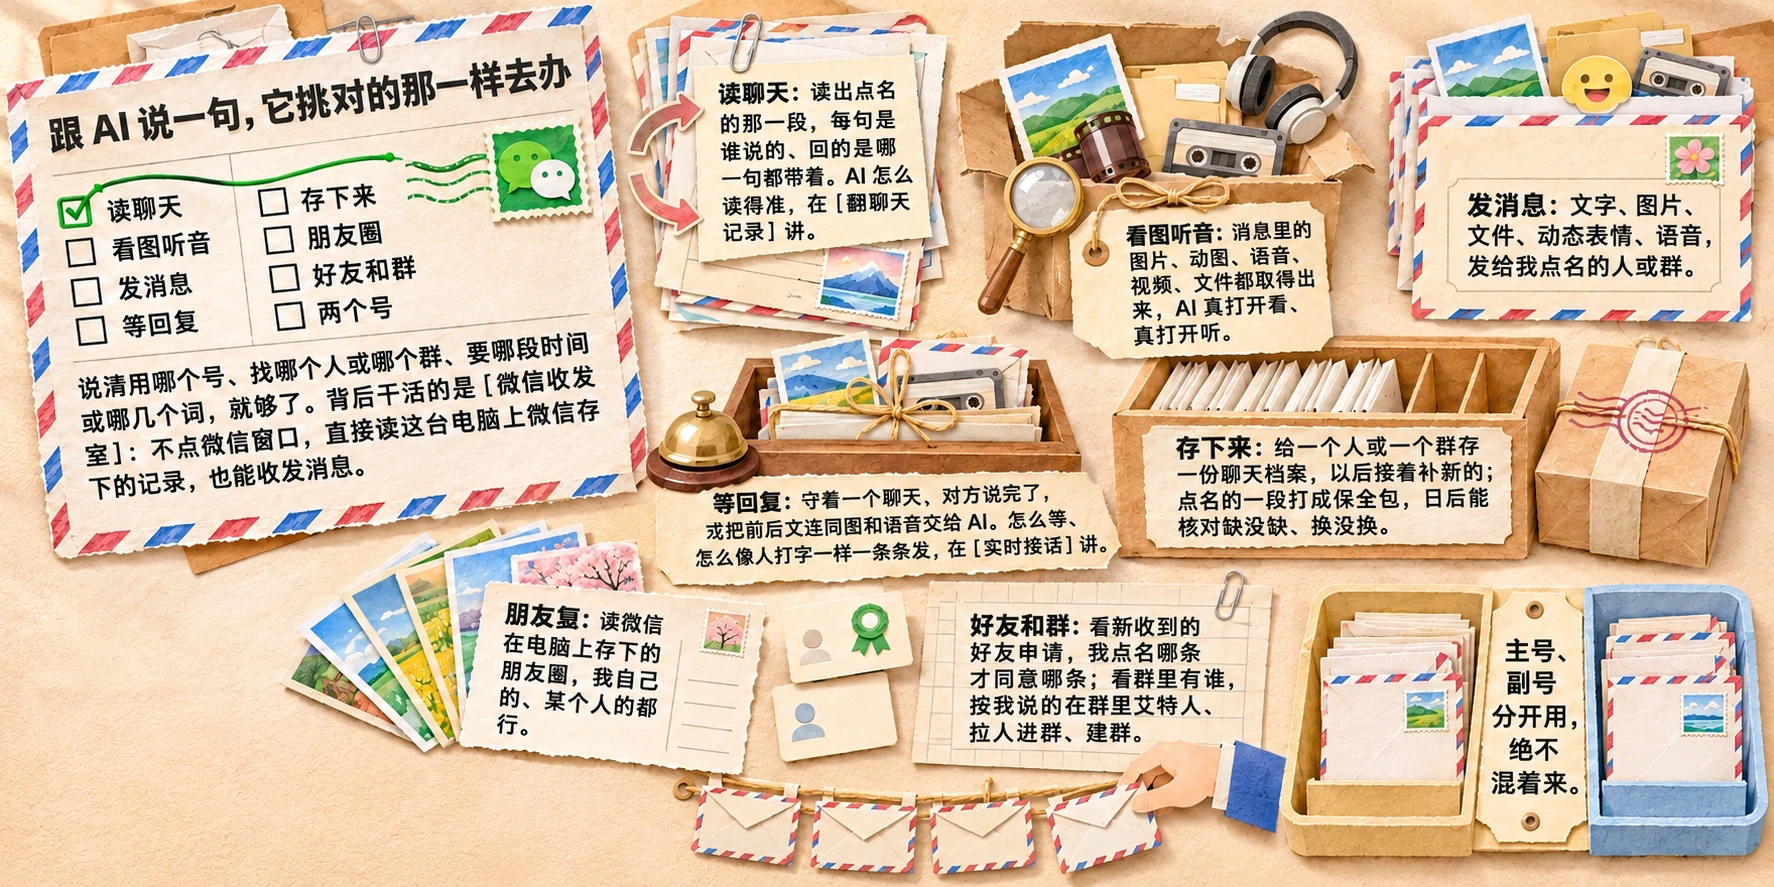 跟 AI 说一句，它挑对的那一样去办
读聊天
看图听音
发消息
等回复
存下来
朋友圈
好友和群
两个号
说清用哪个号、找哪个人或哪个群、要哪段时间
或哪几个词，就够了。背后干活的是［微信收发
室］：不点微信窗口，直接读这台电脑上微信存
下的记录，也能收发消息。
读聊天：读出点名
的那一段，每句是
谁说的、回的是哪
一句都带着。AI 怎么
读得准，在［翻聊天
记录］讲。
看图听音：消息里的
图片、动图、语音、
视频、文件都取得出
来，AI 真打开看、
真打开听。
发消息：文字、图片、
文件、动态表情、语音，
发给我点名的人或群。
等回复：守着一个聊天、对方说完了，
或把前后文连同图和语音交给 AI。怎么等、
怎么像人打字一样一条条发，在［实时接话］讲。
存下来：给一个人或一个群存
一份聊天档案，以后接着补新的；
点名的一段打成保全包，日后能
核对缺没缺、换没换。
朋友复：读微信
在电脑上存下的
朋友圈，我自己
的、某个人的都
行。
好友和群：看新收到的
好友申请，我点名哪条
才同意哪条；看群里有谁，
按我说的在群里艾特人、
拉人进群、建群。
主号、
副号
分开用，
绝不
混着来。